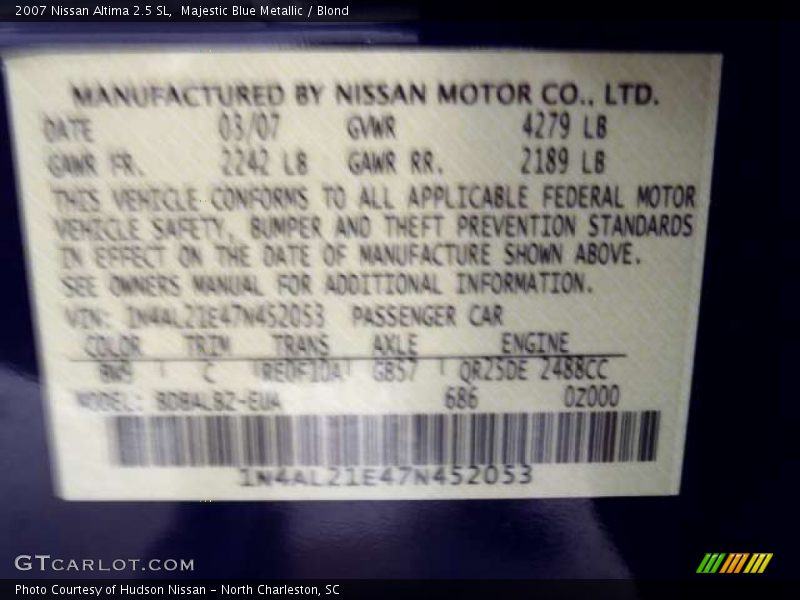 2007 Nissan Altima 2.5 SL,  Majestic Blue Metallic / Blond
MANUFACTURED BY NISSAN MOTOR CO., LTD.
DATE 03/07 GVWR 4279 LB
GAWR FR. 2242 LB GAWR RR. 2189 LB
THIS VEHICLE CONFORMS TO ALL APPLICABLE FEDERAL MOTOR
VEHICLE SAFETY, BUMPER AND THEFT PREVENTION STANDARDS
IN EFFECT ON THE DATE OF MANUFACTURE SHOWN ABOVE.
SEE OWNERS MANUAL FOR ADDITIONAL INFORMATION.
VIN: 1N4AL21E47N452053 PASSENGER CAR
COLOR TRIM TRANS AXLE ENGINE
BW9 C RE0F10A GB57 QR25DE 2488CC
MODEL: 686 0Z000
1N4AL21E47N452053
GTCARLOT.COM
Photo Courtesy of Hudson Nissan - North Charleston, SC